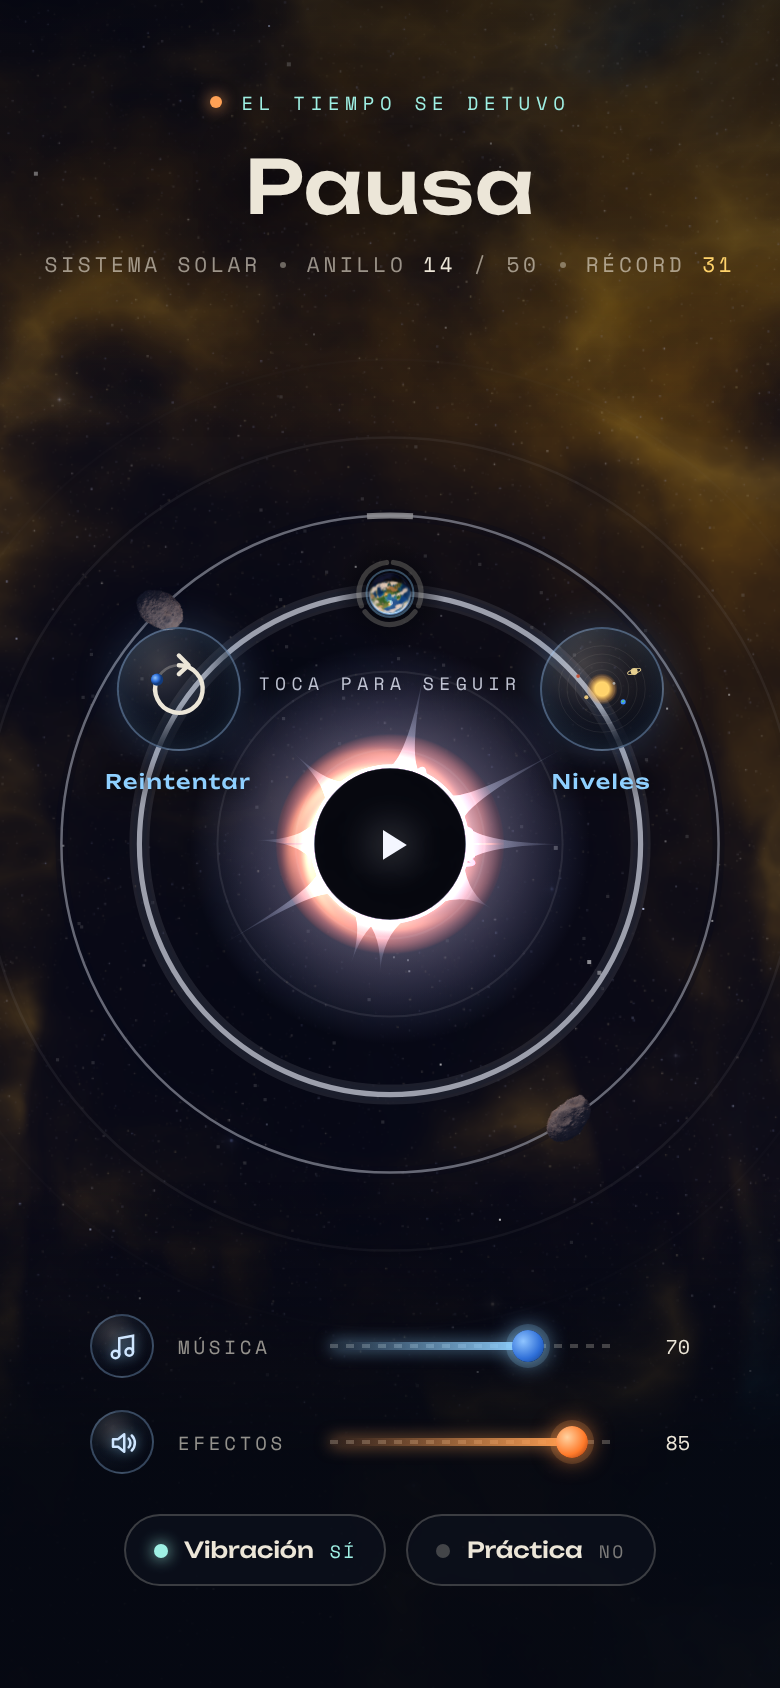 EL TIEMPO SE DETUVO
Pausa
SISTEMA SOLAR • ANILLO 14 / 50 • RÉCORD 31
TOCA PARA SEGUIR
Reintentar
Niveles
MÚSICA 70
EFECTOS 85
Vibración SÍ
Práctica NO